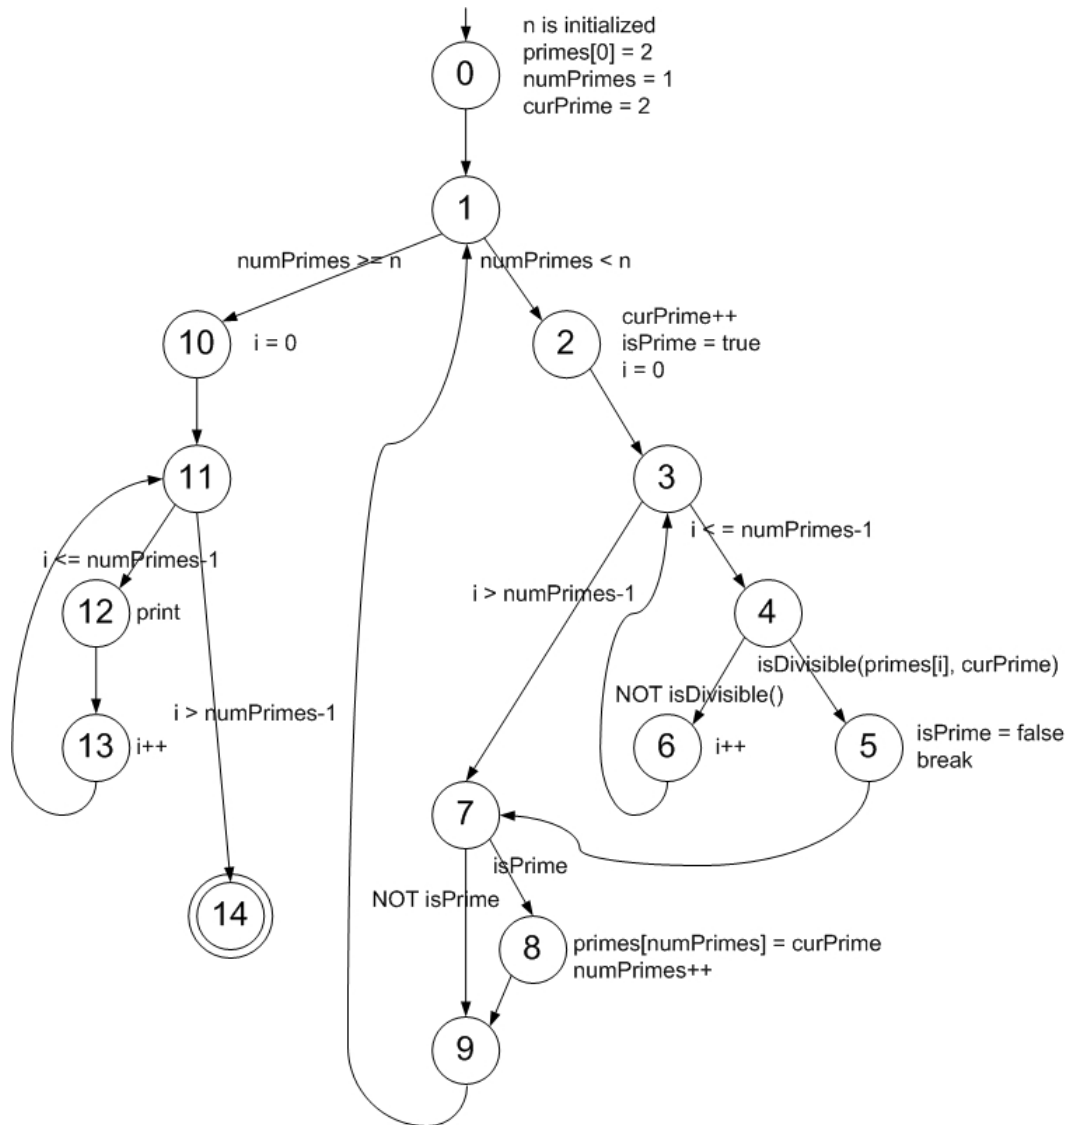 n is initialized
primes[0] = 2
numPrimes = 1
curPrime = 2
0
1
numPrimes >= n
numPrimes < n
10
i = 0
2
curPrime++
isPrime = true
i = 0
11
3
i <= numPrimes-1
i < = numPrimes-1
12
print
i > numPrimes-1
4
isDivisible(primes[i], curPrime)
NOT isDivisible()
i > numPrimes-1
13
i++
6
i++
5
isPrime = false
break
7
isPrime
NOT isPrime
14
8
primes[numPrimes] = curPrime
numPrimes++
9